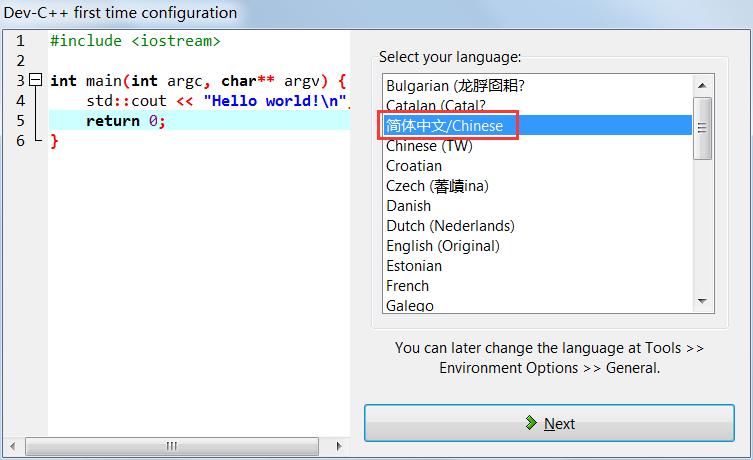 Dev-C++ first time configuration
1 #include <iostream>
2
3 int main(int argc, char** argv) {
4 std::cout << "Hello world!\n"
5 return 0;
6 }
Select your language:
Bulgarian (龙脬囼耜?
Catalan (Catal?
简体中文/Chinese
Chinese (TW)
Croatian
Czech (萫嶞ina)
Danish
Dutch (Nederlands)
English (Original)
Estonian
French
Galego
You can later change the language at Tools >>
Environment Options >> General.
Next